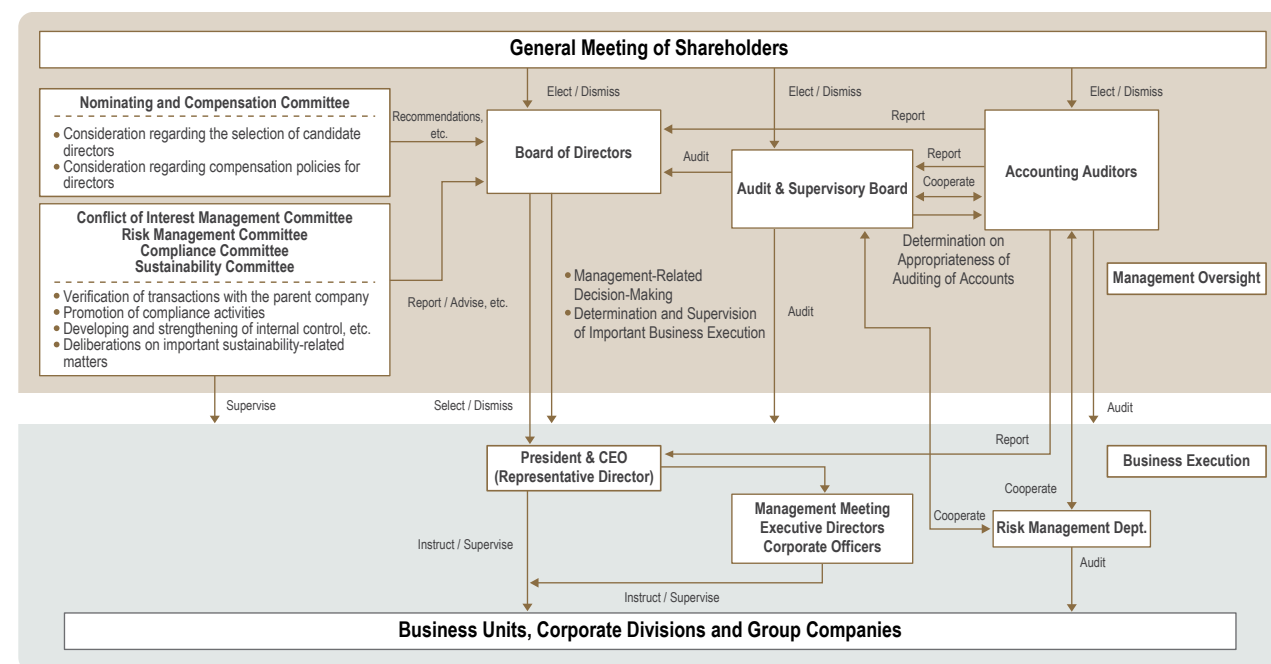 General Meeting of Shareholders
Elect / Dismiss
Elect / Dismiss
Elect / Dismiss
Nominating and Compensation Committee
• Consideration regarding the selection of candidate
directors
• Consideration regarding compensation policies for
directors
Recommendations,
etc.
Board of Directors
Report
Audit
Audit & Supervisory Board
Report
Cooperate
Accounting Auditors
Conflict of Interest Management Committee
Risk Management Committee
Compliance Committee
Sustainability Committee
• Verification of transactions with the parent company
• Promotion of compliance activities
• Developing and strengthening of internal control, etc.
• Deliberations on important sustainability-related
matters
Report / Advise, etc.
• Management-Related
Decision-Making
• Determination and Supervision
of Important Business Execution
Audit
Determination on
Appropriateness of
Auditing of Accounts
Management Oversight
Supervise
Select / Dismiss
Audit
Report
President & CEO
(Representative Director)
Business Execution
Cooperate
Management Meeting
Executive Directors
Corporate Officers
Cooperate
Risk Management Dept.
Instruct / Supervise
Audit
Instruct / Supervise
Business Units, Corporate Divisions and Group Companies